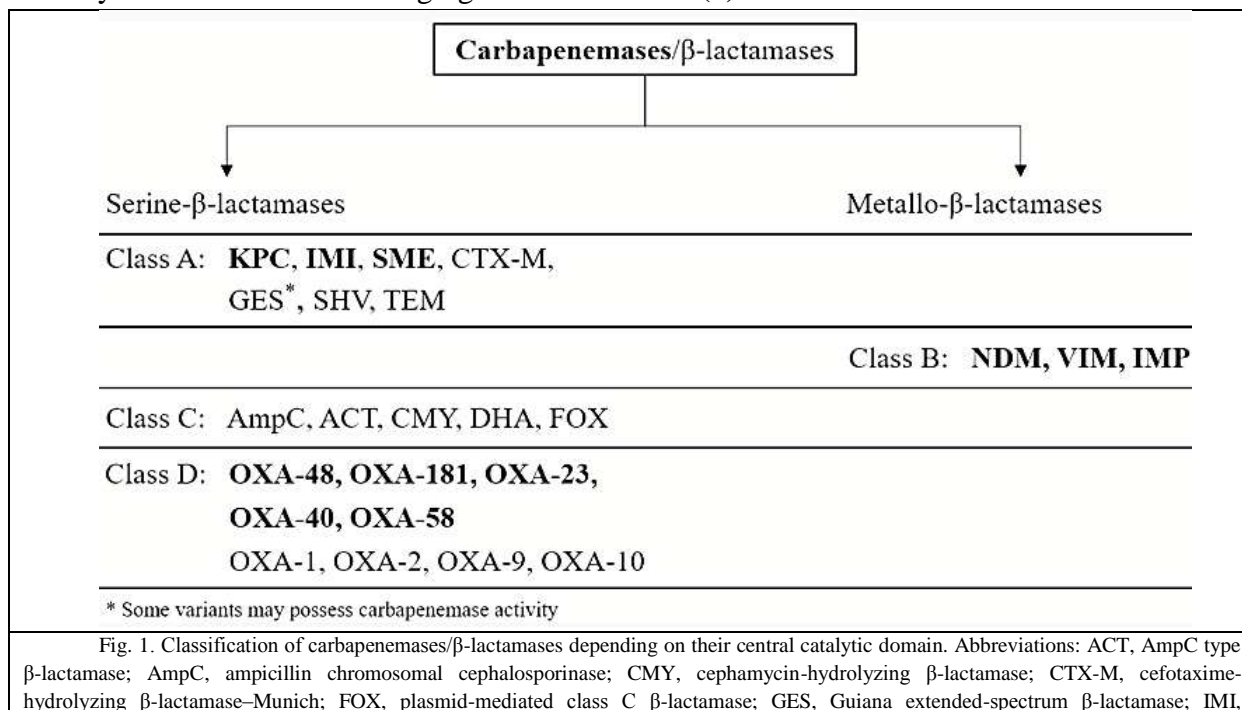 Carbapenemases/β-lactamases
Serine-β-lactamases
Metallo-β-lactamases
Class A: KPC, IMI, SME, CTX-M,
GES*, SHV, TEM
Class B: NDM, VIM, IMP
Class C: AmpC, ACT, CMY, DHA, FOX
Class D: OXA-48, OXA-181, OXA-23,
OXA-40, OXA-58
OXA-1, OXA-2, OXA-9, OXA-10
* Some variants may possess carbapenemase activity
Fig. 1. Classification of carbapenemases/β-lactamases depending on their central catalytic domain. Abbreviations: ACT, AmpC type
β-lactamase; AmpC, ampicillin chromosomal cephalosporinase; CMY, cephamycin-hydrolyzing β-lactamase; CTX-M, cefotaxime-
hydrolyzing β-lactamase–Munich; FOX, plasmid-mediated class C β-lactamase; GES, Guiana extended-spectrum β-lactamase; IMI,